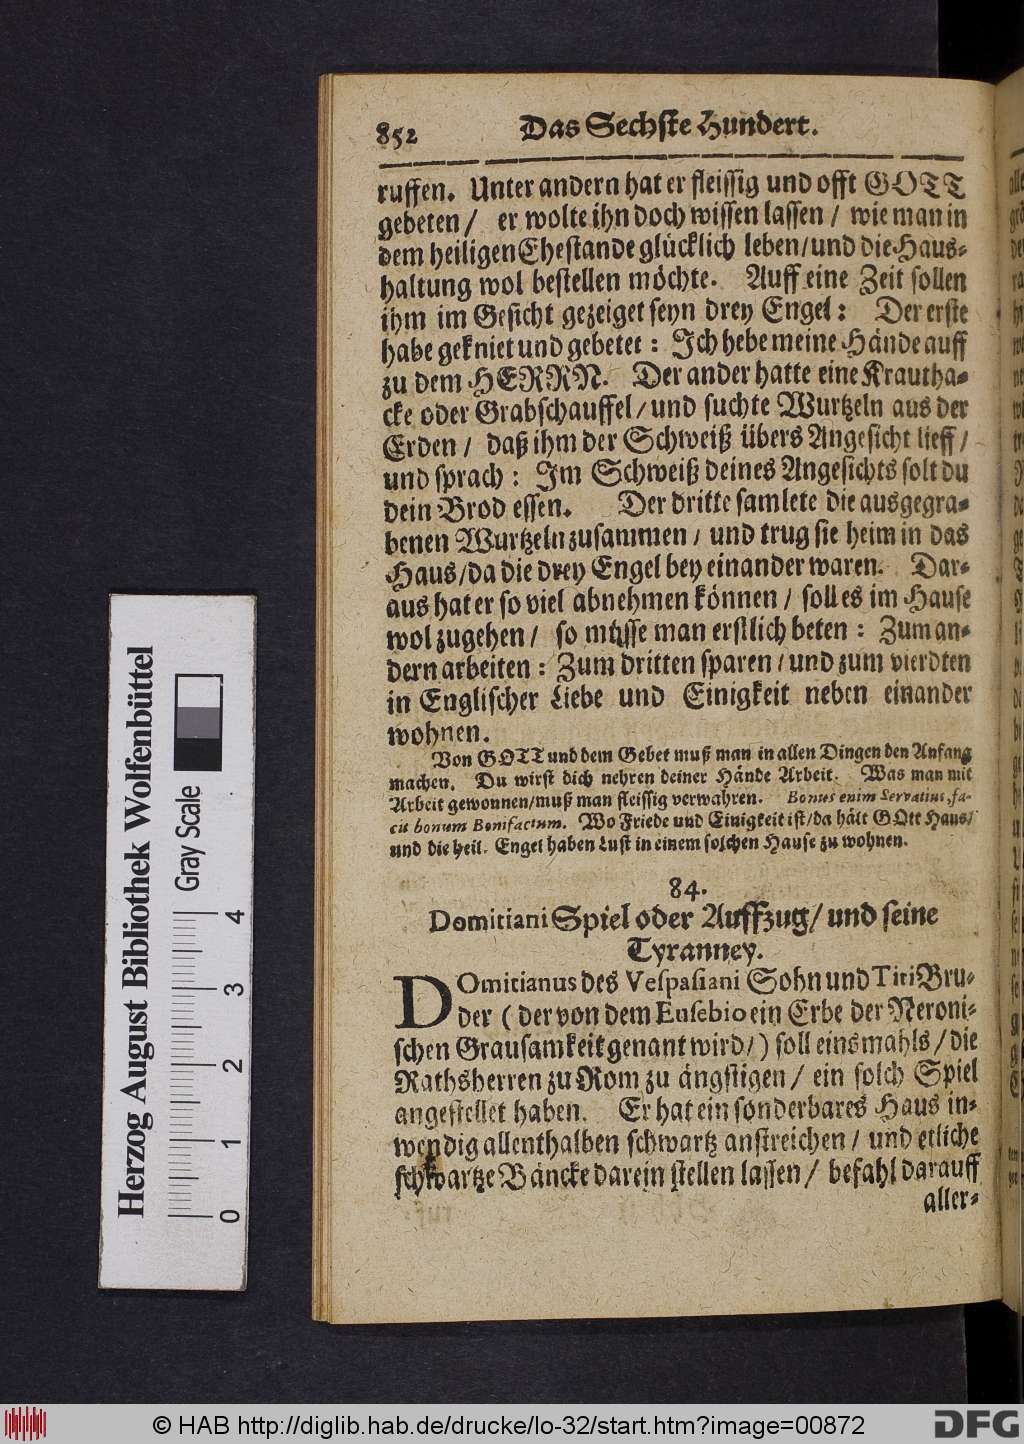 852 Das Sechste Hundert.
ruffen. Unter andern hat er fleissig und offt GOTT
gebeten / er wolte ihn doch wissen lassen / wie man in
dem heiligen Ehestande glücklich leben / und die Haus-
haltung wol bestellen möchte. Auff eine Zeit sollen
ihm im Gesicht gezeiget seyn drey Engel: Der erste
habe gekniet und gebetet: Ich hebe meine Hände auff
zu dem HERRN. Der ander hatte eine Krautha-
cke oder Grabschauffel / und suchte Wurtzeln aus der
Erden / daß ihm der Schweiß übers Angesicht lieff /
und sprach: Im Schweiß deines Angesichts solt du
dein Brod essen. Der dritte samlete die ausgegra-
benen Wurtzeln zusammen / und trug sie heim in das
Haus / da die drey Engel bey einander waren. Dar-
aus hat er so viel abnehmen können / soll es im Hause
wol zugehen / so müsse man erstlich beten: Zum an-
dern arbeiten: Zum dritten sparen / und zum vierdten
in Englischer Liebe und Einigkeit neben einander
wohnen.
Von GOTT und dem Gebet muß man in allen Dingen den Anfang
machen. Du wirst dich nehren deiner Hände Arbeit. Was man mit
Arbeit gewonnen / muß man fleissig verwahren. Bonus enim Servatius, fa-
cit bonum Bonifacium. Wo Friede und Einigkeit ist / da hält GOtt Haus /
und die heil. Engel haben Lust in einem solchen Hause zu wohnen.
84.
Domitiani Spiel oder Auffzug / und seine
Tyranney.
DOmitianus des Vespasiani Sohn und Titi Bru-
der ( der von dem Eusebio ein Erbe der Neroni-
schen Grausamkeit genant wird /) soll einsmahls / die
Rathsherren zu Rom zu ängstigen / ein solch Spiel
angestellet haben. Er hat ein sonderbares Haus in-
wendig allenthalben schwartz anstreichen / und etliche
schwartze Bäncke darein stellen lassen / befahl darauff
aller-
Herzog August Bibliothek Wolfenbüttel
Gray Scale
0 1 2 3 4
© HAB http://diglib.hab.de/drucke/lo-32/start.htm?image=00872
DFG